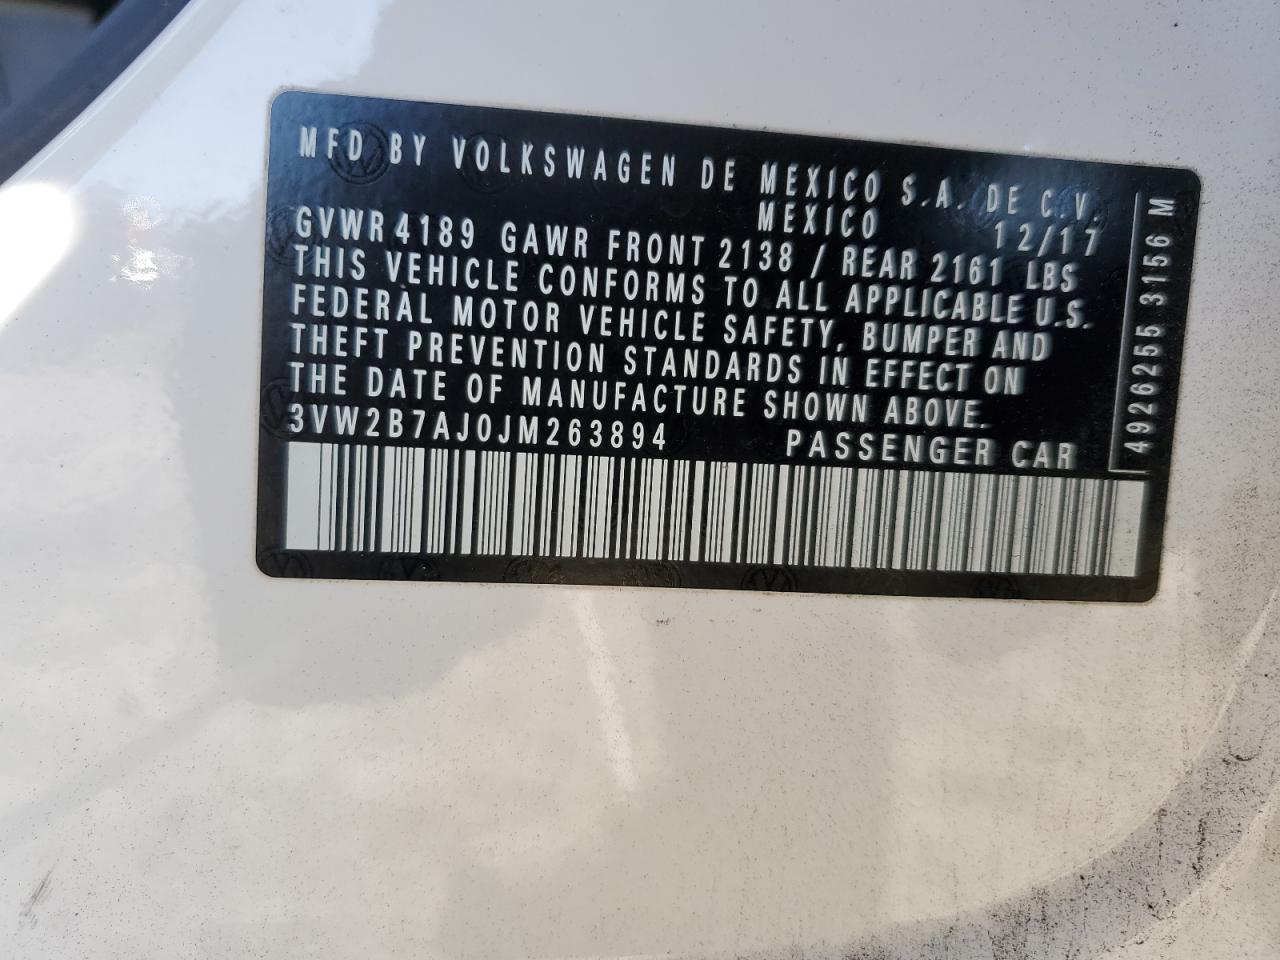 MFD BY VOLKSWAGEN DE MEXICO S.A. DE C.V.
MEXICO 12/17
GVWR 4189 GAWR FRONT 2138 / REAR 2161 LBS
THIS VEHICLE CONFORMS TO ALL APPLICABLE U.S.
FEDERAL MOTOR VEHICLE SAFETY, BUMPER AND
THEFT PREVENTION STANDARDS IN EFFECT ON
THE DATE OF MANUFACTURE SHOWN ABOVE.
3VW2B7AJ0JM263894 PASSENGER CAR
4926255 3156 M